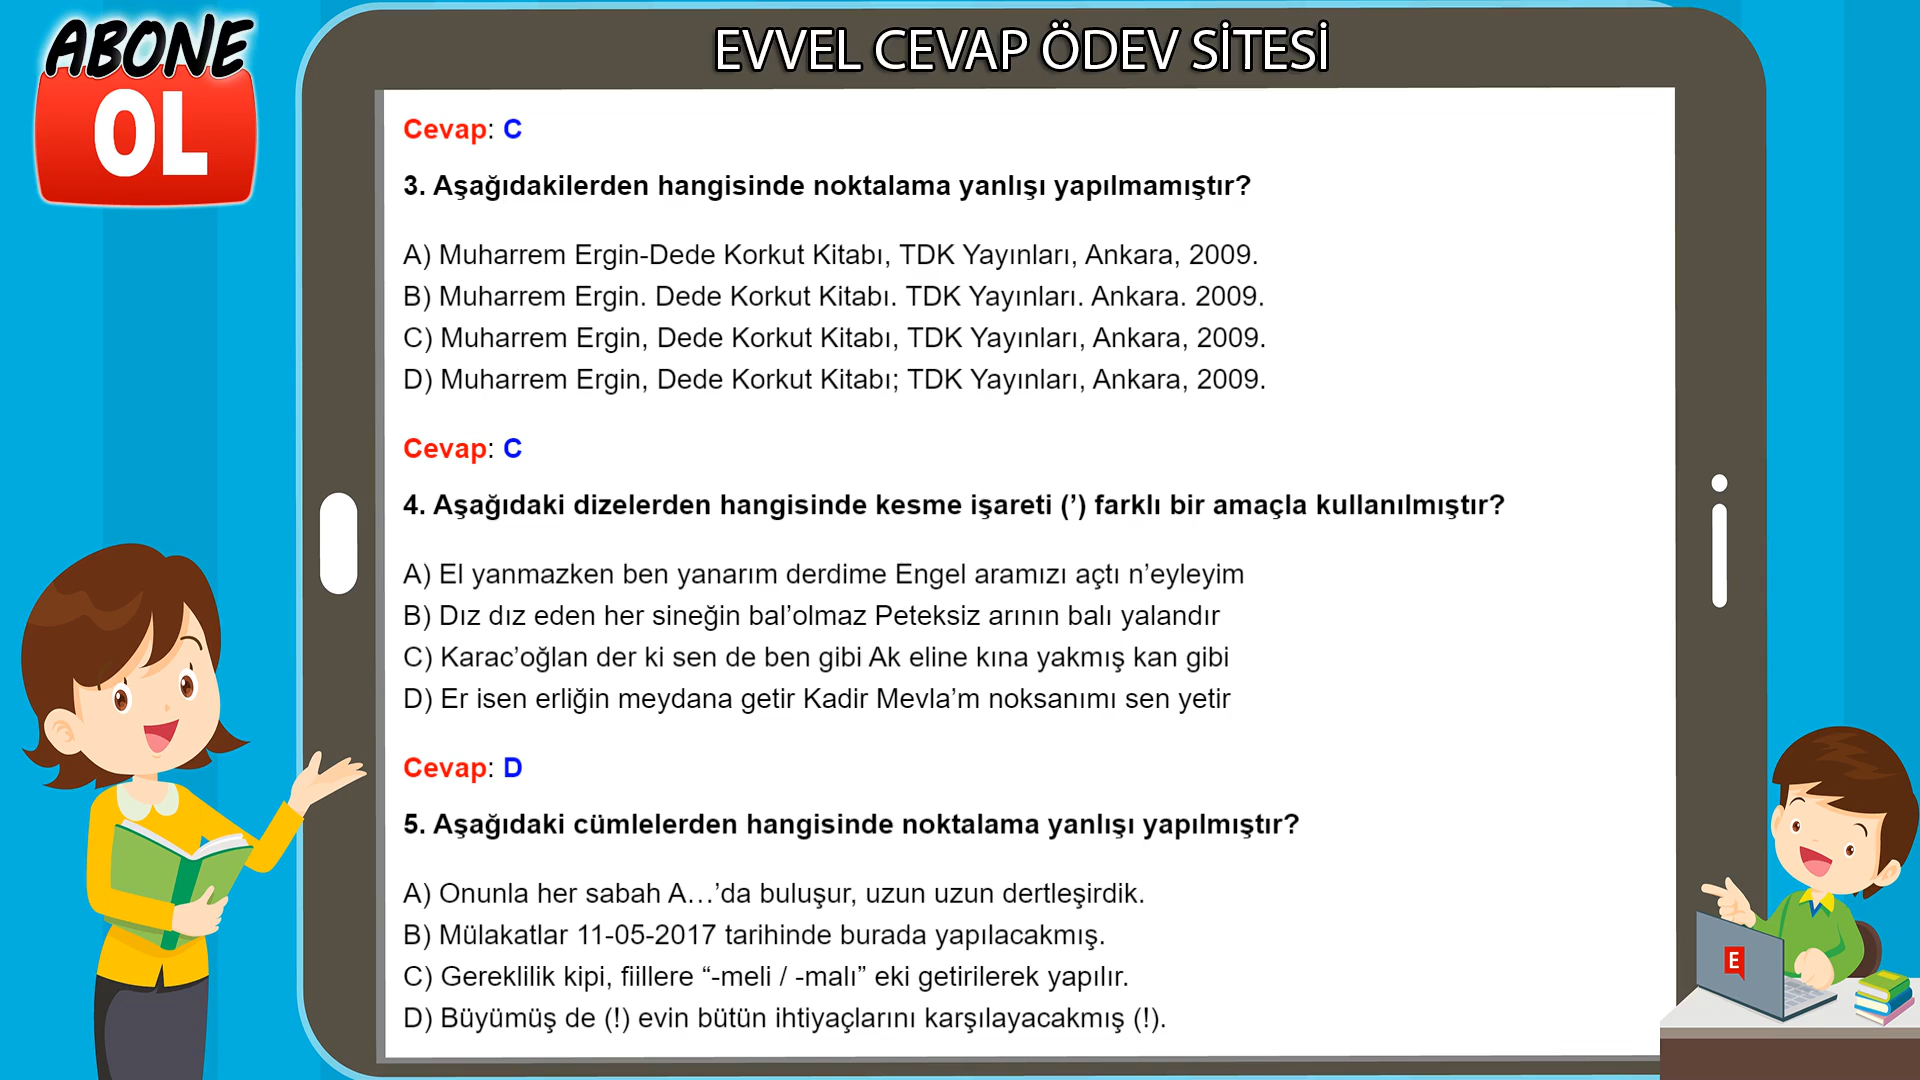 ABONE
OL
EVVEL CEVAP ÖDEV SİTESİ
Cevap: C
3. Aşağıdakilerden hangisinde noktalama yanlışı yapılmamıştır?
A) Muharrem Ergin-Dede Korkut Kitabı, TDK Yayınları, Ankara, 2009.
B) Muharrem Ergin. Dede Korkut Kitabı. TDK Yayınları. Ankara. 2009.
C) Muharrem Ergin, Dede Korkut Kitabı, TDK Yayınları, Ankara, 2009.
D) Muharrem Ergin, Dede Korkut Kitabı; TDK Yayınları, Ankara, 2009.
Cevap: C
4. Aşağıdaki dizelerden hangisinde kesme işareti (’) farklı bir amaçla kullanılmıştır?
A) El yanmazken ben yanarım derdime Engel aramızı açtı n’eyleyim
B) Dız dız eden her sineğin bal’olmaz Peteksiz arının balı yalandır
C) Karac’oğlan der ki sen de ben gibi Ak eline kına yakmış kan gibi
D) Er isen erliğin meydana getir Kadir Mevla’m noksanımı sen yetir
Cevap: D
5. Aşağıdaki cümlelerden hangisinde noktalama yanlışı yapılmıştır?
A) Onunla her sabah A…’da buluşur, uzun uzun dertleşirdik.
B) Mülakatlar 11-05-2017 tarihinde burada yapılacakmış.
C) Gereklilik kipi, fiillere “-meli / -malı” eki getirilerek yapılır.
D) Büyümüş de (!) evin bütün ihtiyaçlarını karşılayacakmış (!).
E